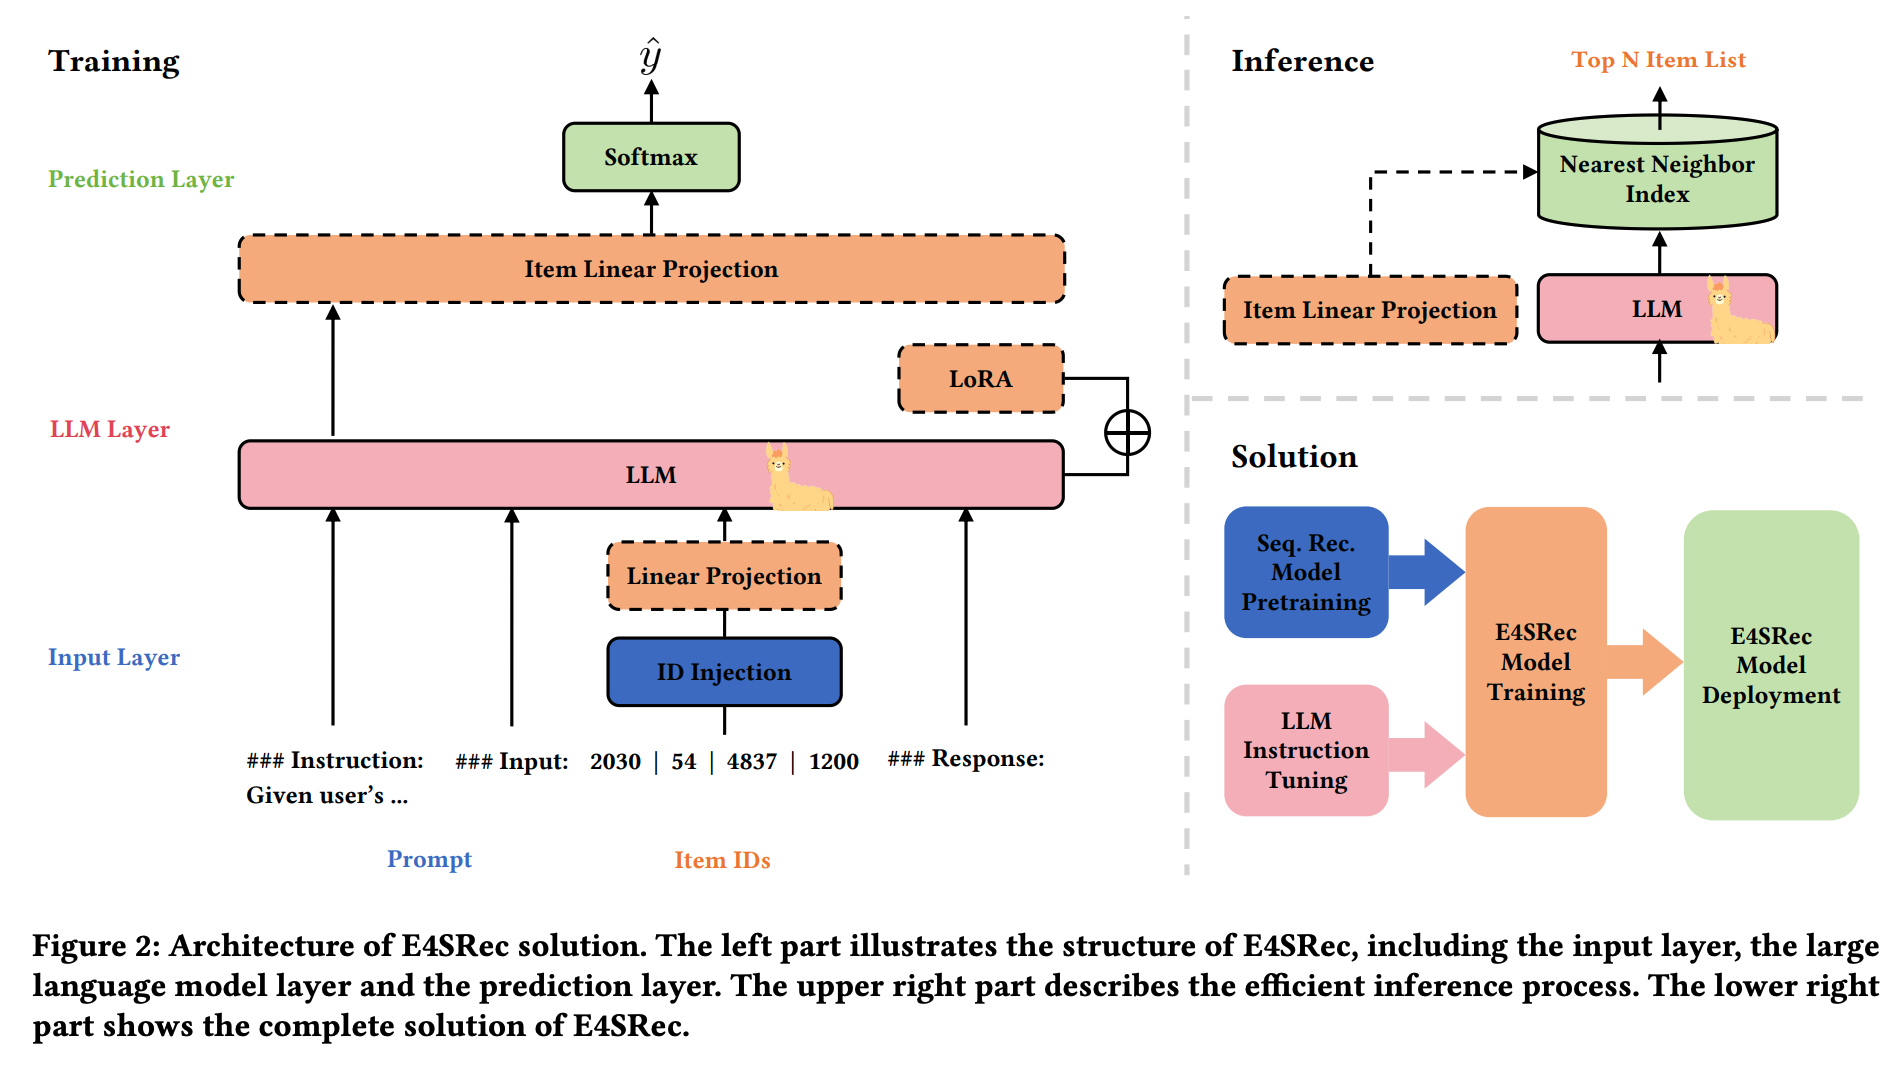 Training
ŷ
Softmax
Prediction Layer
Item Linear Projection
LoRA
LLM Layer
LLM
Linear Projection
Input Layer
ID Injection
### Instruction: ### Input: 2030 | 54 | 4837 | 1200 ### Response:
Given user's ...
Prompt
Item IDs
Inference
Top N Item List
Nearest Neighbor
Index
Item Linear Projection
LLM
Solution
Seq. Rec.
Model
Pretraining
LLM
Instruction
Tuning
E4SRec
Model
Training
E4SRec
Model
Deployment
Figure 2: Architecture of E4SRec solution. The left part illustrates the structure of E4SRec, including the input layer, the large
language model layer and the prediction layer. The upper right part describes the efficient inference process. The lower right
part shows the complete solution of E4SRec.